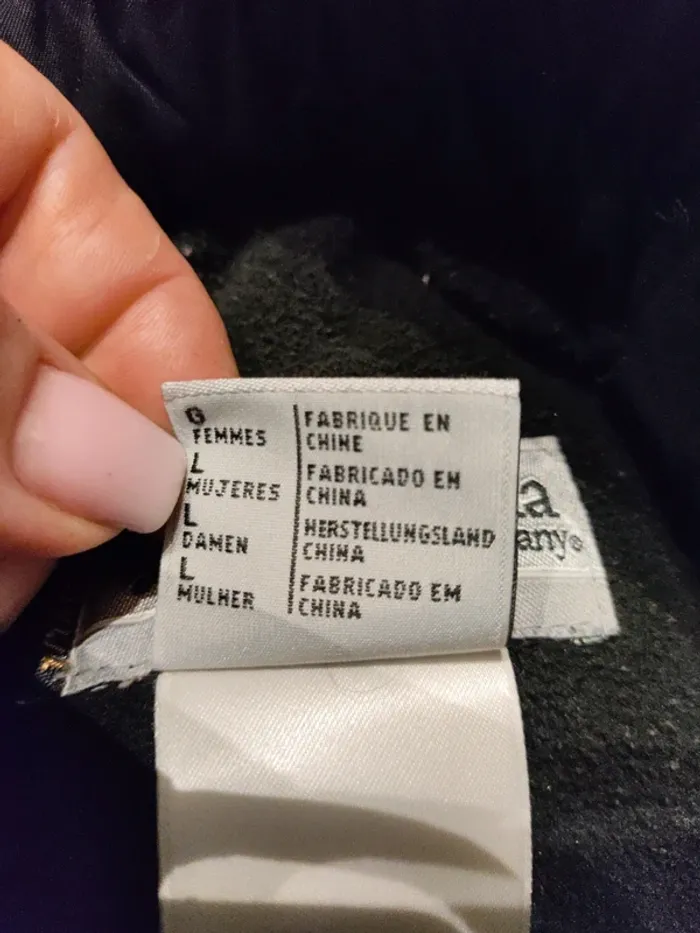 G
FEMMES
L
MUJERES
L
DAMEN
L
MULHER
FABRIQUE EN
CHINE
FABRICADO EN
CHINA
HERSTELLUNGSLAND
CHINA
FABRICADO EM
CHINA